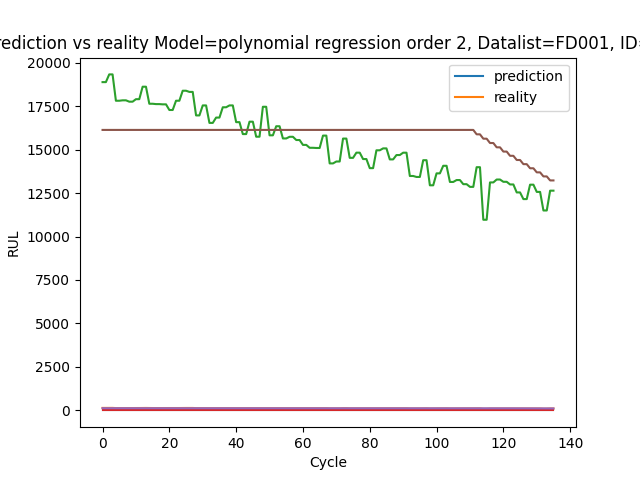 rediction vs reality Model=polynomial regression order 2, Datalist=FD001, ID=
20000
17500
15000
12500
10000
7500
5000
2500
0
RUL
prediction
reality
0 20 40 60 80 100 120 140
Cycle